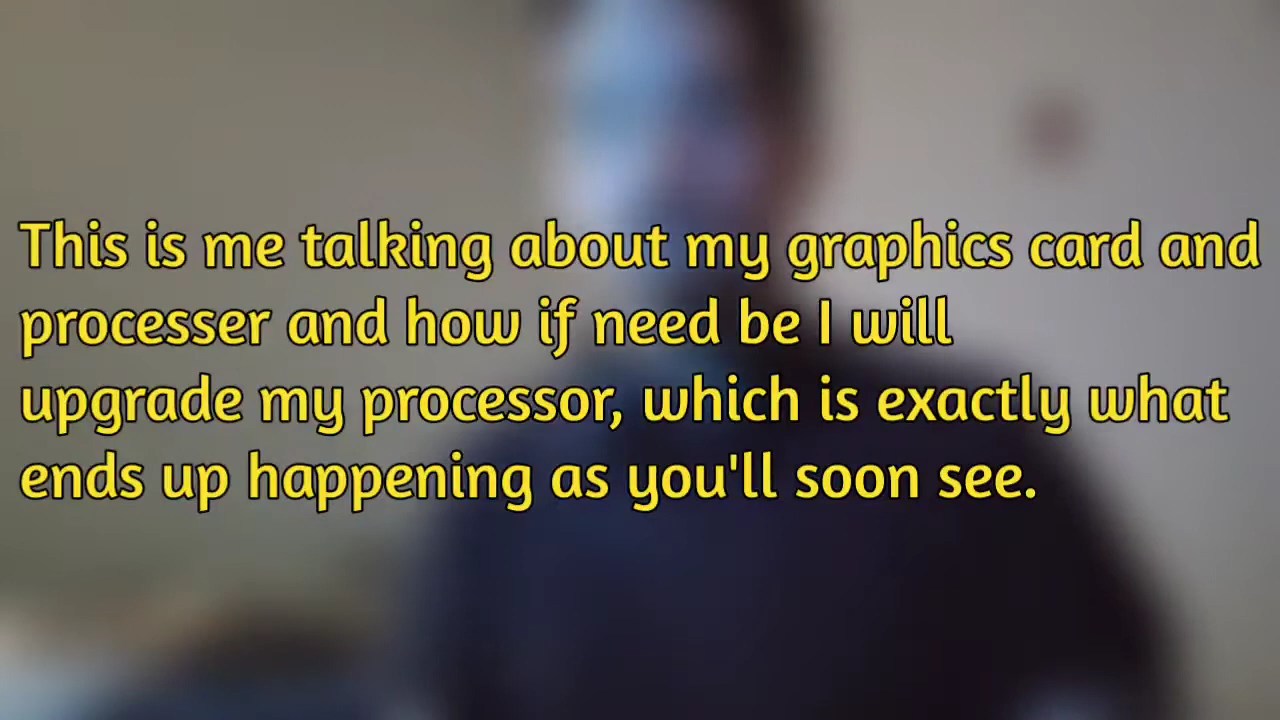 This is me talking about my graphics card and
processer and how if need be I will
upgrade my processor, which is exactly what
ends up happening as you'll soon see.